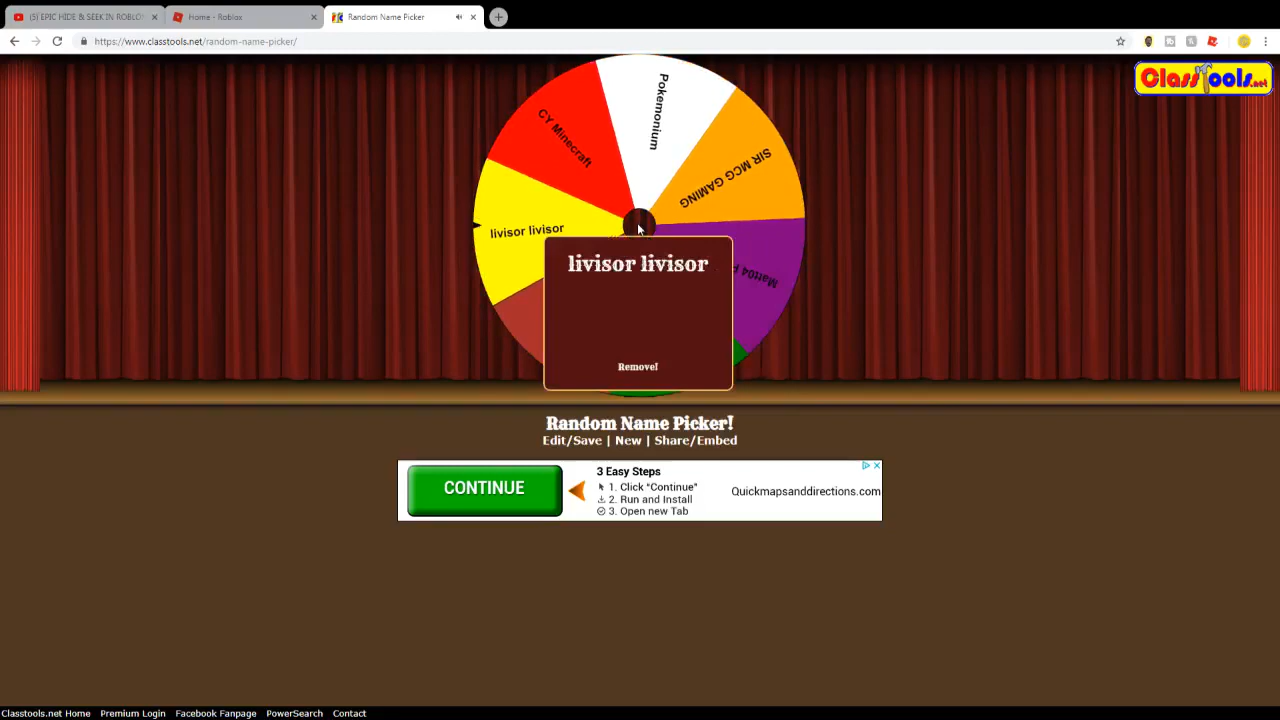 (5) EPIC HIDE & SEEK IN ROBLO
Home - Roblox
Random Name Picker
https://www.classtools.net/random-name-picker/
ClassTools.net
Pokemonium
CY Minecraft
SIR MCG GAMING
livisor livisor
Matt04
livisor livisor
Remove!
Random Name Picker!
Edit/Save | New | Share/Embed
CONTINUE
3 Easy Steps
1. Click "Continue"
2. Run and Install
3. Open new Tab
Quickmapsanddirections.com
Classtools.net Home Premium Login Facebook Fanpage PowerSearch Contact